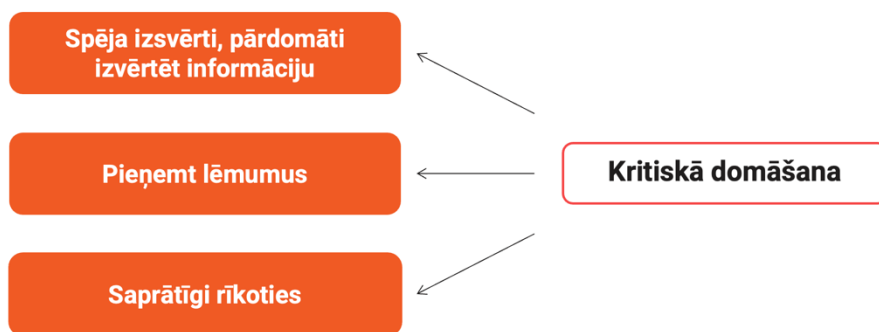 Spēja izsvērti, pārdomāti
izvērtēt informāciju
Pieņemt lēmumus
Kritiskā domāšana
Saprātīgi rīkoties